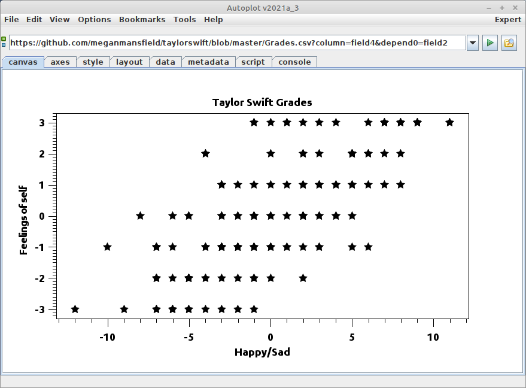 Autoplot v2021a_3
File Edit View Options Bookmarks Tools Help Expert
https://github.com/meganmansfield/taylorswift/blob/master/Grades.csv?column=field4&depend0=field2
canvas axes style layout data metadata script console
Taylor Swift Grades
3
2
1
0
-1
-2
-3
Feelings of self
-10 -5 0 5 10
Happy/Sad